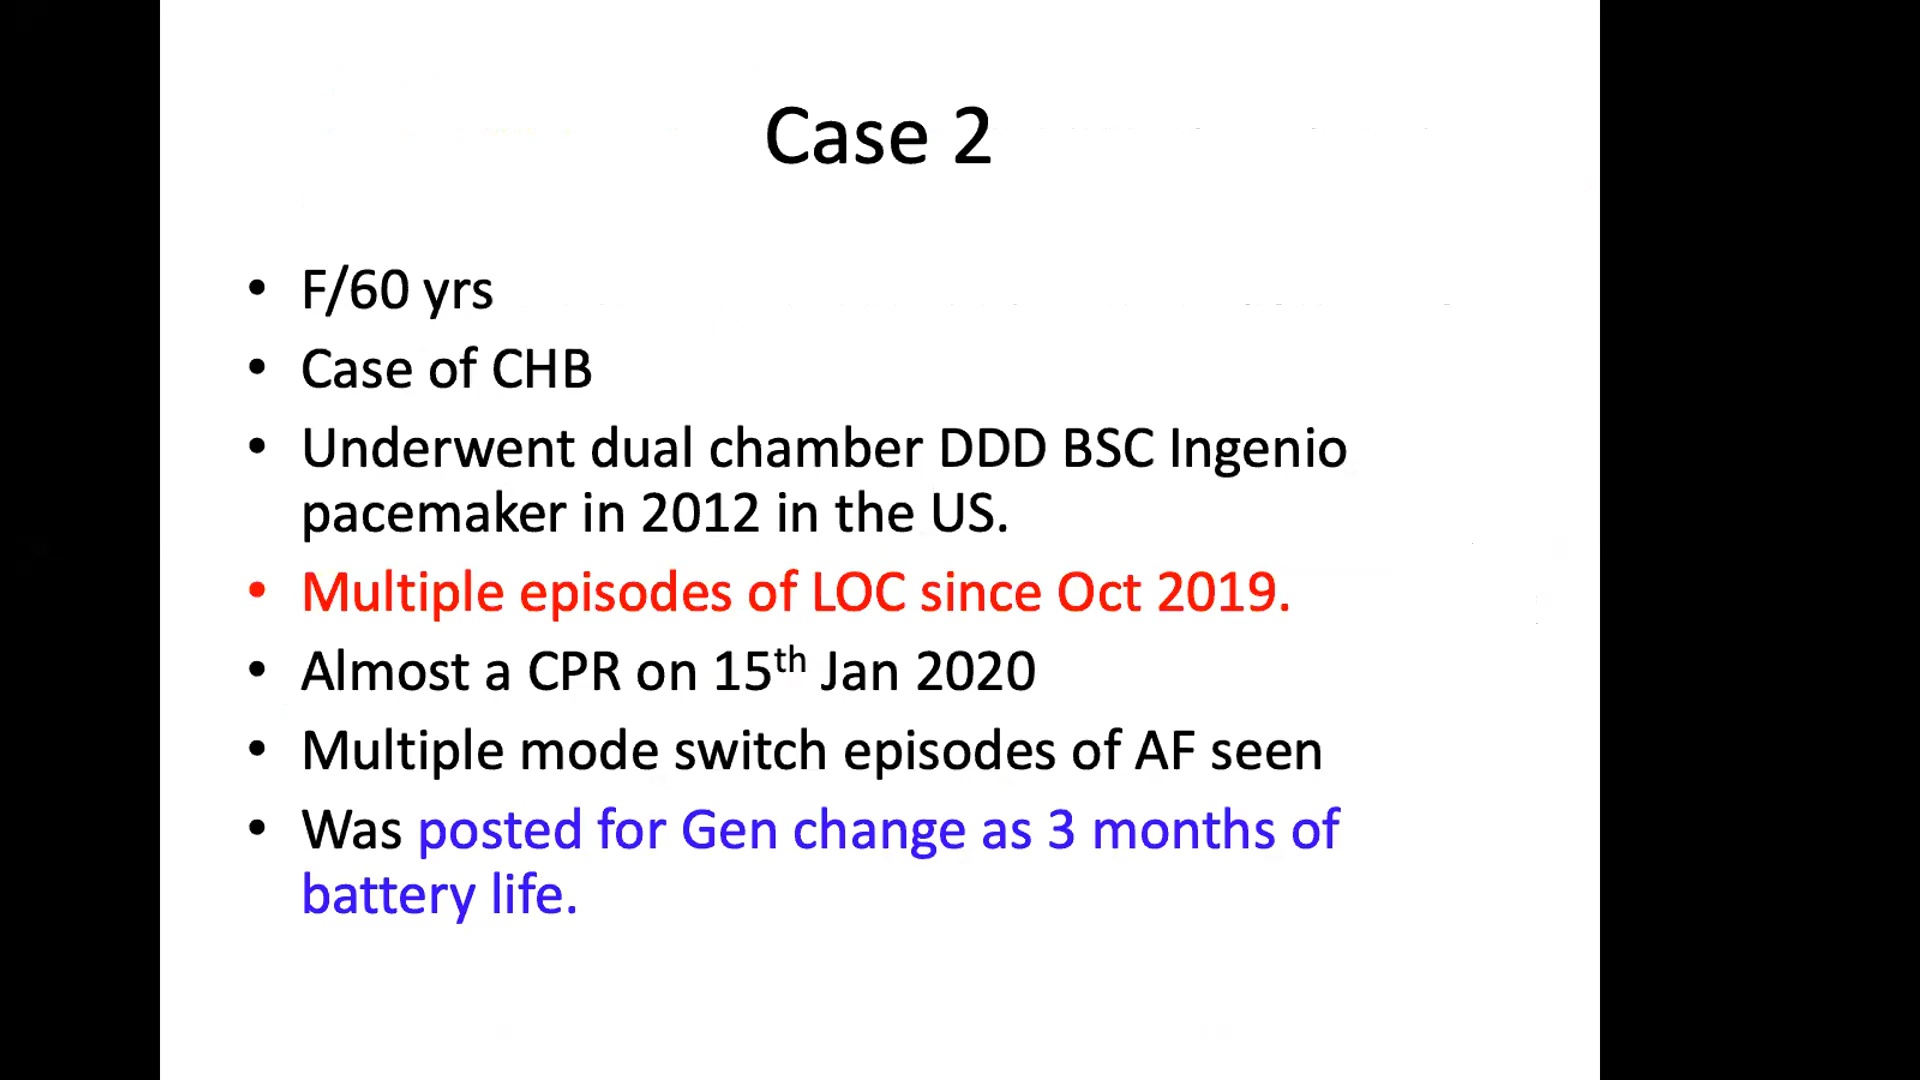 Case 2
• F/60 yrs
• Case of CHB
• Underwent dual chamber DDD BSC Ingenio
pacemaker in 2012 in the US.
• Multiple episodes of LOC since Oct 2019.
• Almost a CPR on 15th Jan 2020
• Multiple mode switch episodes of AF seen
• Was posted for Gen change as 3 months of
battery life.